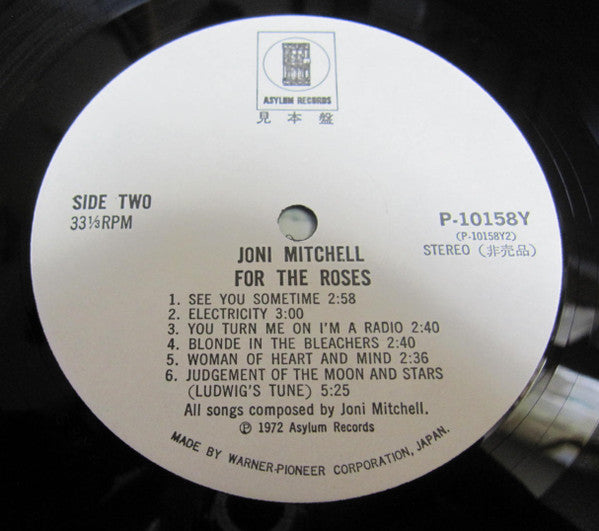 ASYLUM RECORDS
見本盤
SIDE TWO
33⅓RPM
P-10158Y
(P-10158Y2)
STEREO (非売品)
JONI MITCHELL
FOR THE ROSES
1. SEE YOU SOMETIME 2:58
2. ELECTRICITY 3:00
3. YOU TURN ME ON I'M A RADIO 2:40
4. BLONDE IN THE BLEACHERS 2:40
5. WOMAN OF HEART AND MIND 2:36
6. JUDGEMENT OF THE MOON AND STARS
(LUDWIG'S TUNE) 5:25
All songs composed by Joni Mitchell.
Ⓟ 1972 Asylum Records
MADE BY WARNER-PIONEER CORPORATION, JAPAN.